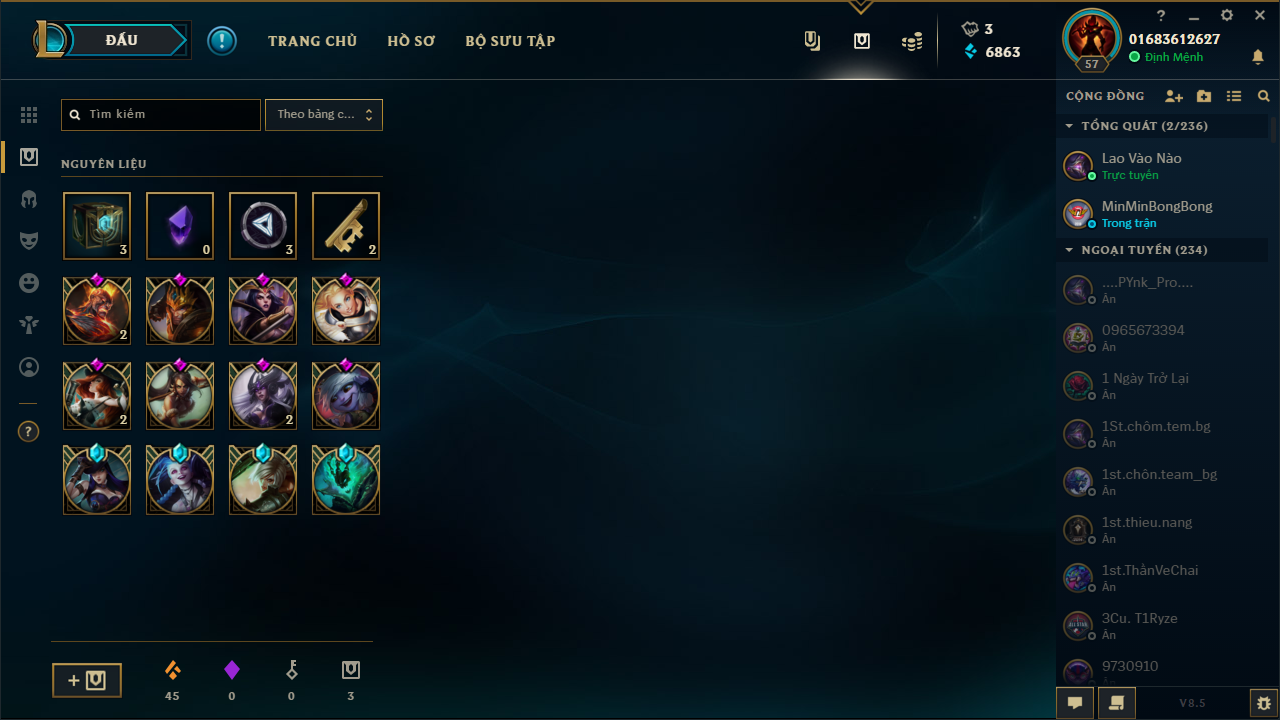 ĐẤU
TRANG CHỦ
HỒ SƠ
BỘ SƯU TẬP
3
6863
57
01683612627
Định Mệnh
Tìm kiếm
Theo bảng c...
NGUYÊN LIỆU
3
0
3
2
2
2
2
45
0
0
3
CỘNG ĐỒNG
TỔNG QUÁT (2/236)
Lao Vào Nào
Trực tuyến
MinMinBongBong
Trong trận
NGOẠI TUYẾN (234)
....PYnk_Pro....
Ẩn
0965673394
Ẩn
1 Ngày Trở Lại
Ẩn
1St.chôm.tem.bg
Ẩn
1st.chôn.team_bg
Ẩn
1st.thieu.nang
Ẩn
1st.ThằnVeChai
Ẩn
3Cu. T1Ryze
Ẩn
9730910
Ẩn
V8.5